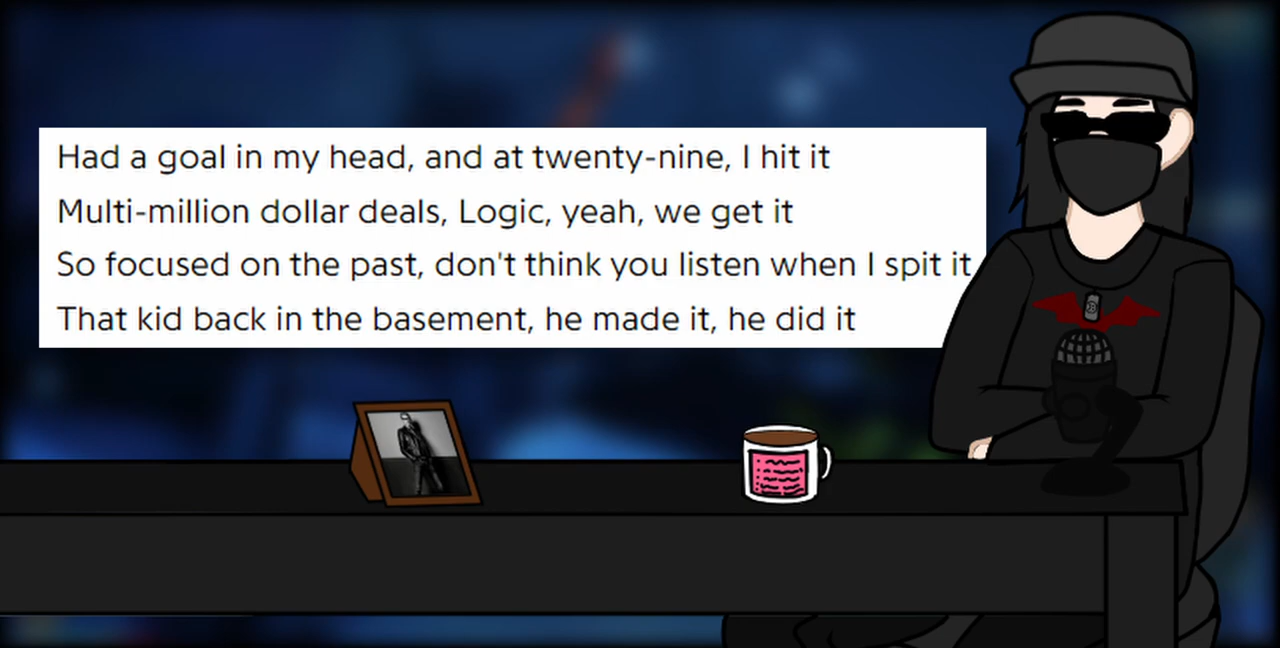 Had a goal in my head, and at twenty-nine, I hit it
Multi-million dollar deals, Logic, yeah, we get it
So focused on the past, don't think you listen when I spit it
That kid back in the basement, he made it, he did it